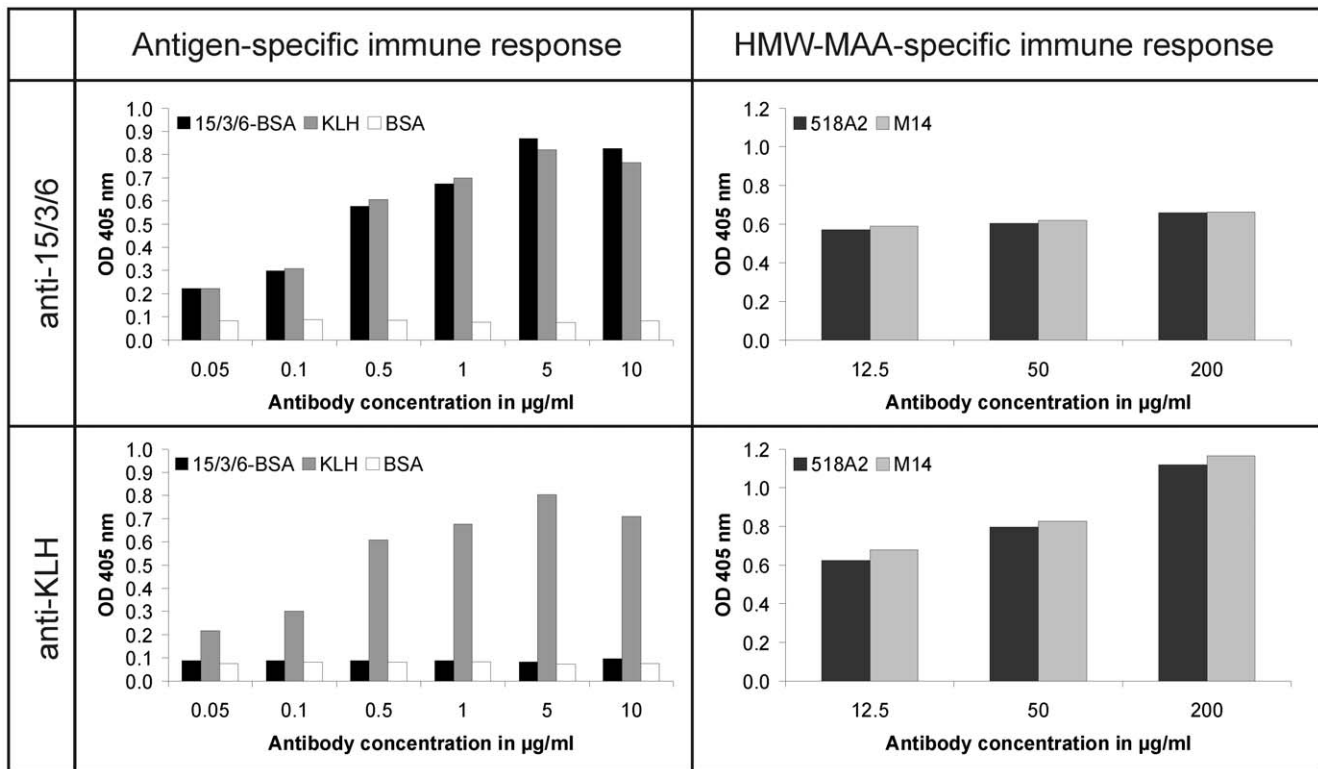 Antigen-specific immune response
HMW-MAA-specific immune response
anti-15/3/6
1.0
0.9
0.8
0.7
0.6
0.5
0.4
0.3
0.2
0.1
0.0
OD 405 nm
15/3/6-BSA KLH BSA
0.05 0.1 0.5 1 5 10
Antibody concentration in µg/ml
1.2
1.0
0.8
0.6
0.4
0.2
0.0
OD 405 nm
518A2 M14
12.5 50 200
Antibody concentration in µg/ml
anti-KLH
1.0
0.9
0.8
0.7
0.6
0.5
0.4
0.3
0.2
0.1
0.0
OD 405 nm
15/3/6-BSA KLH BSA
0.05 0.1 0.5 1 5 10
Antibody concentration in µg/ml
1.2
1.0
0.8
0.6
0.4
0.2
0.0
OD 405 nm
518A2 M14
12.5 50 200
Antibody concentration in µg/ml